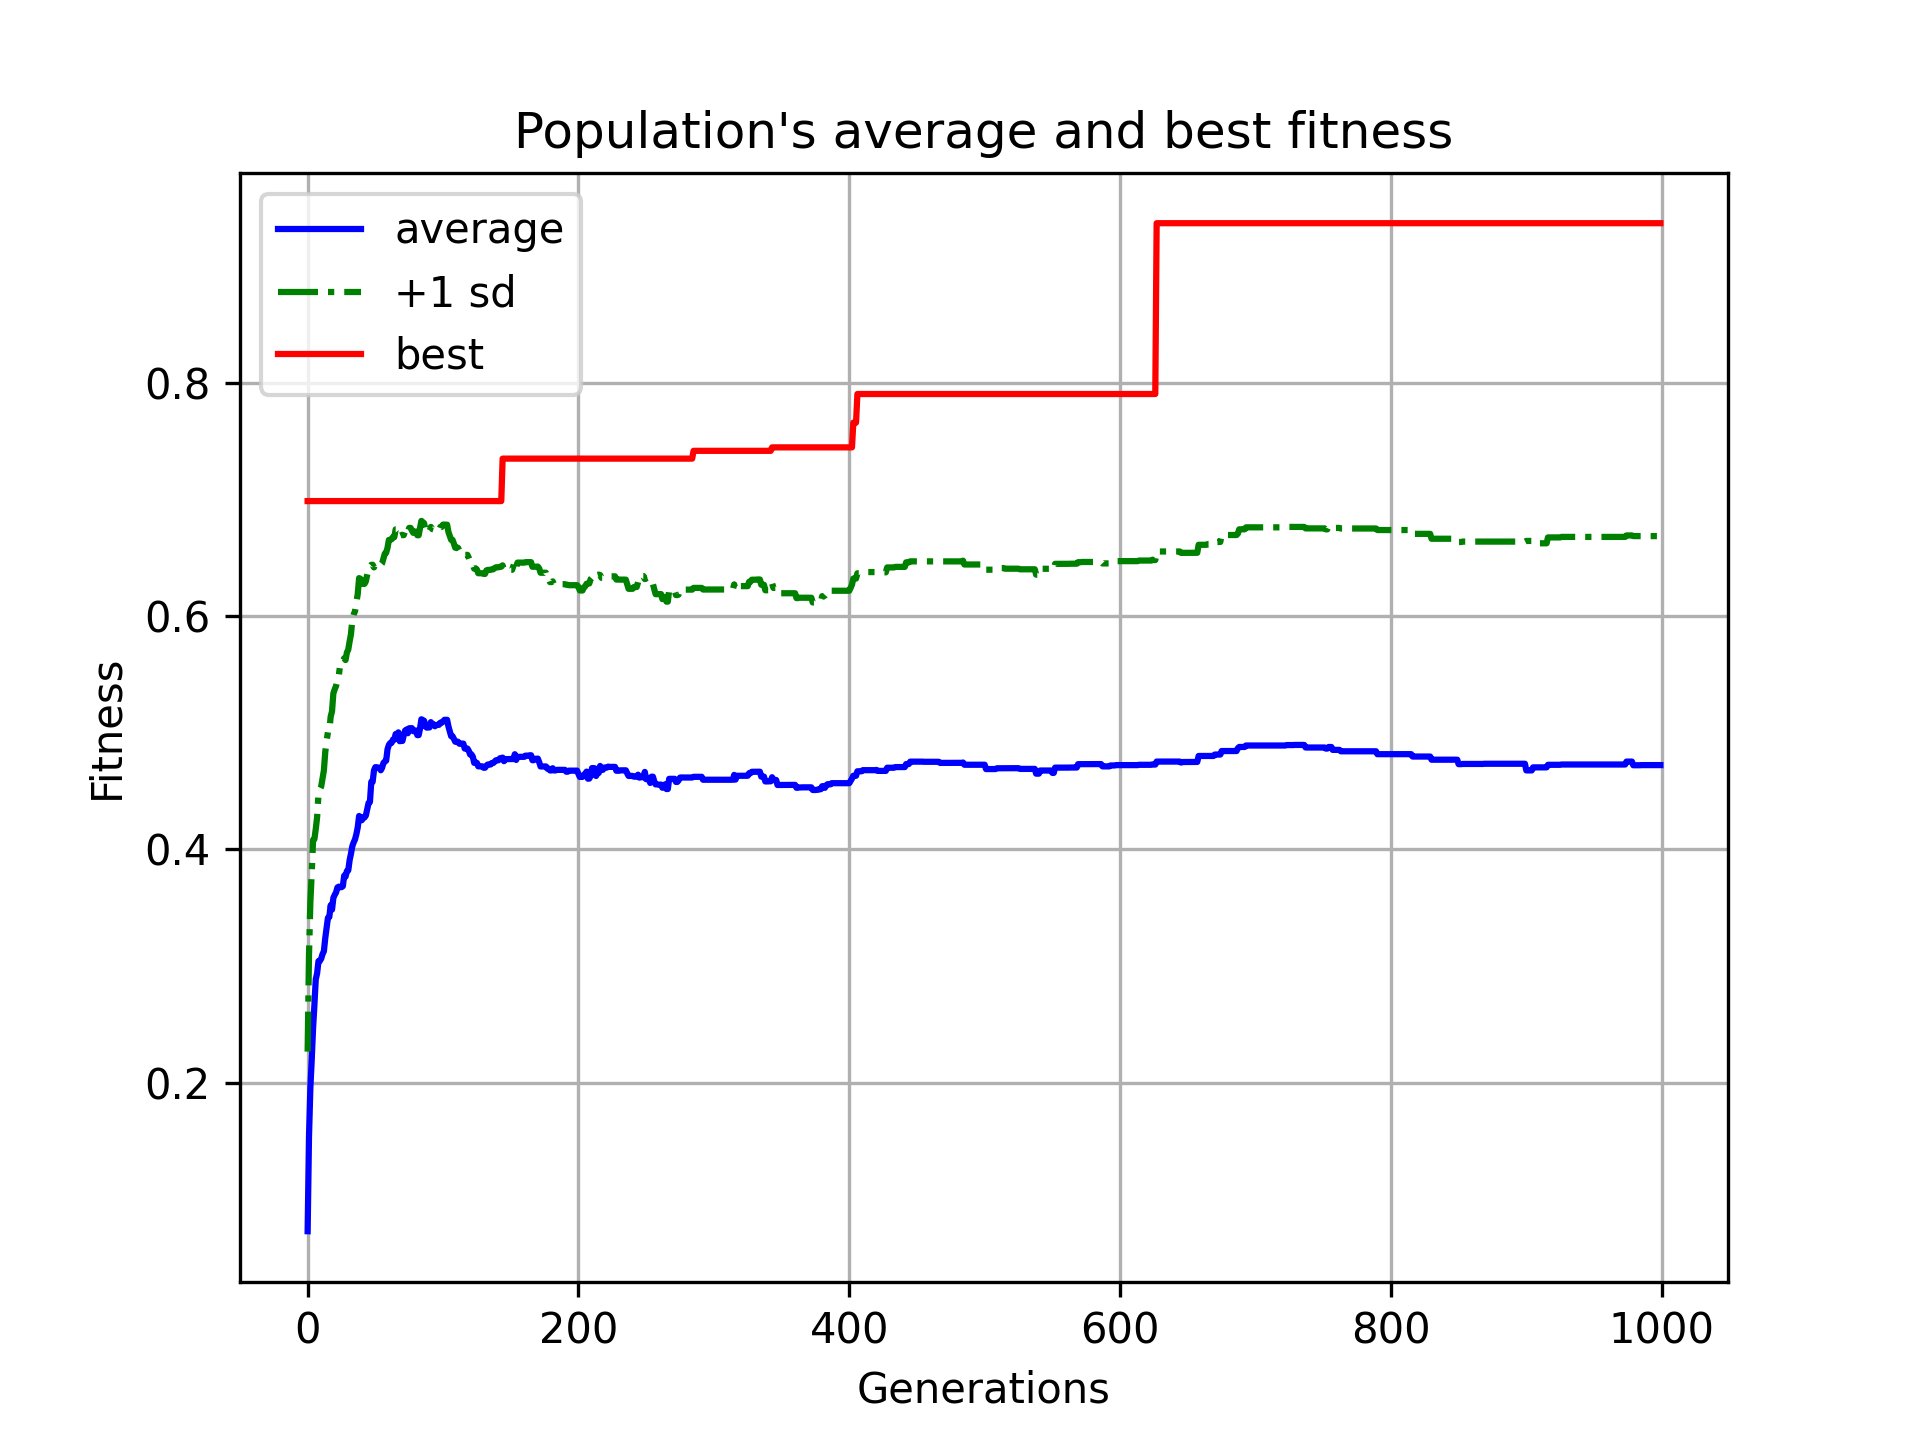 Population's average and best fitness
average
+1 sd
best
0.8
0.6
0.4
0.2
Fitness
0 200 400 600 800 1000
Generations